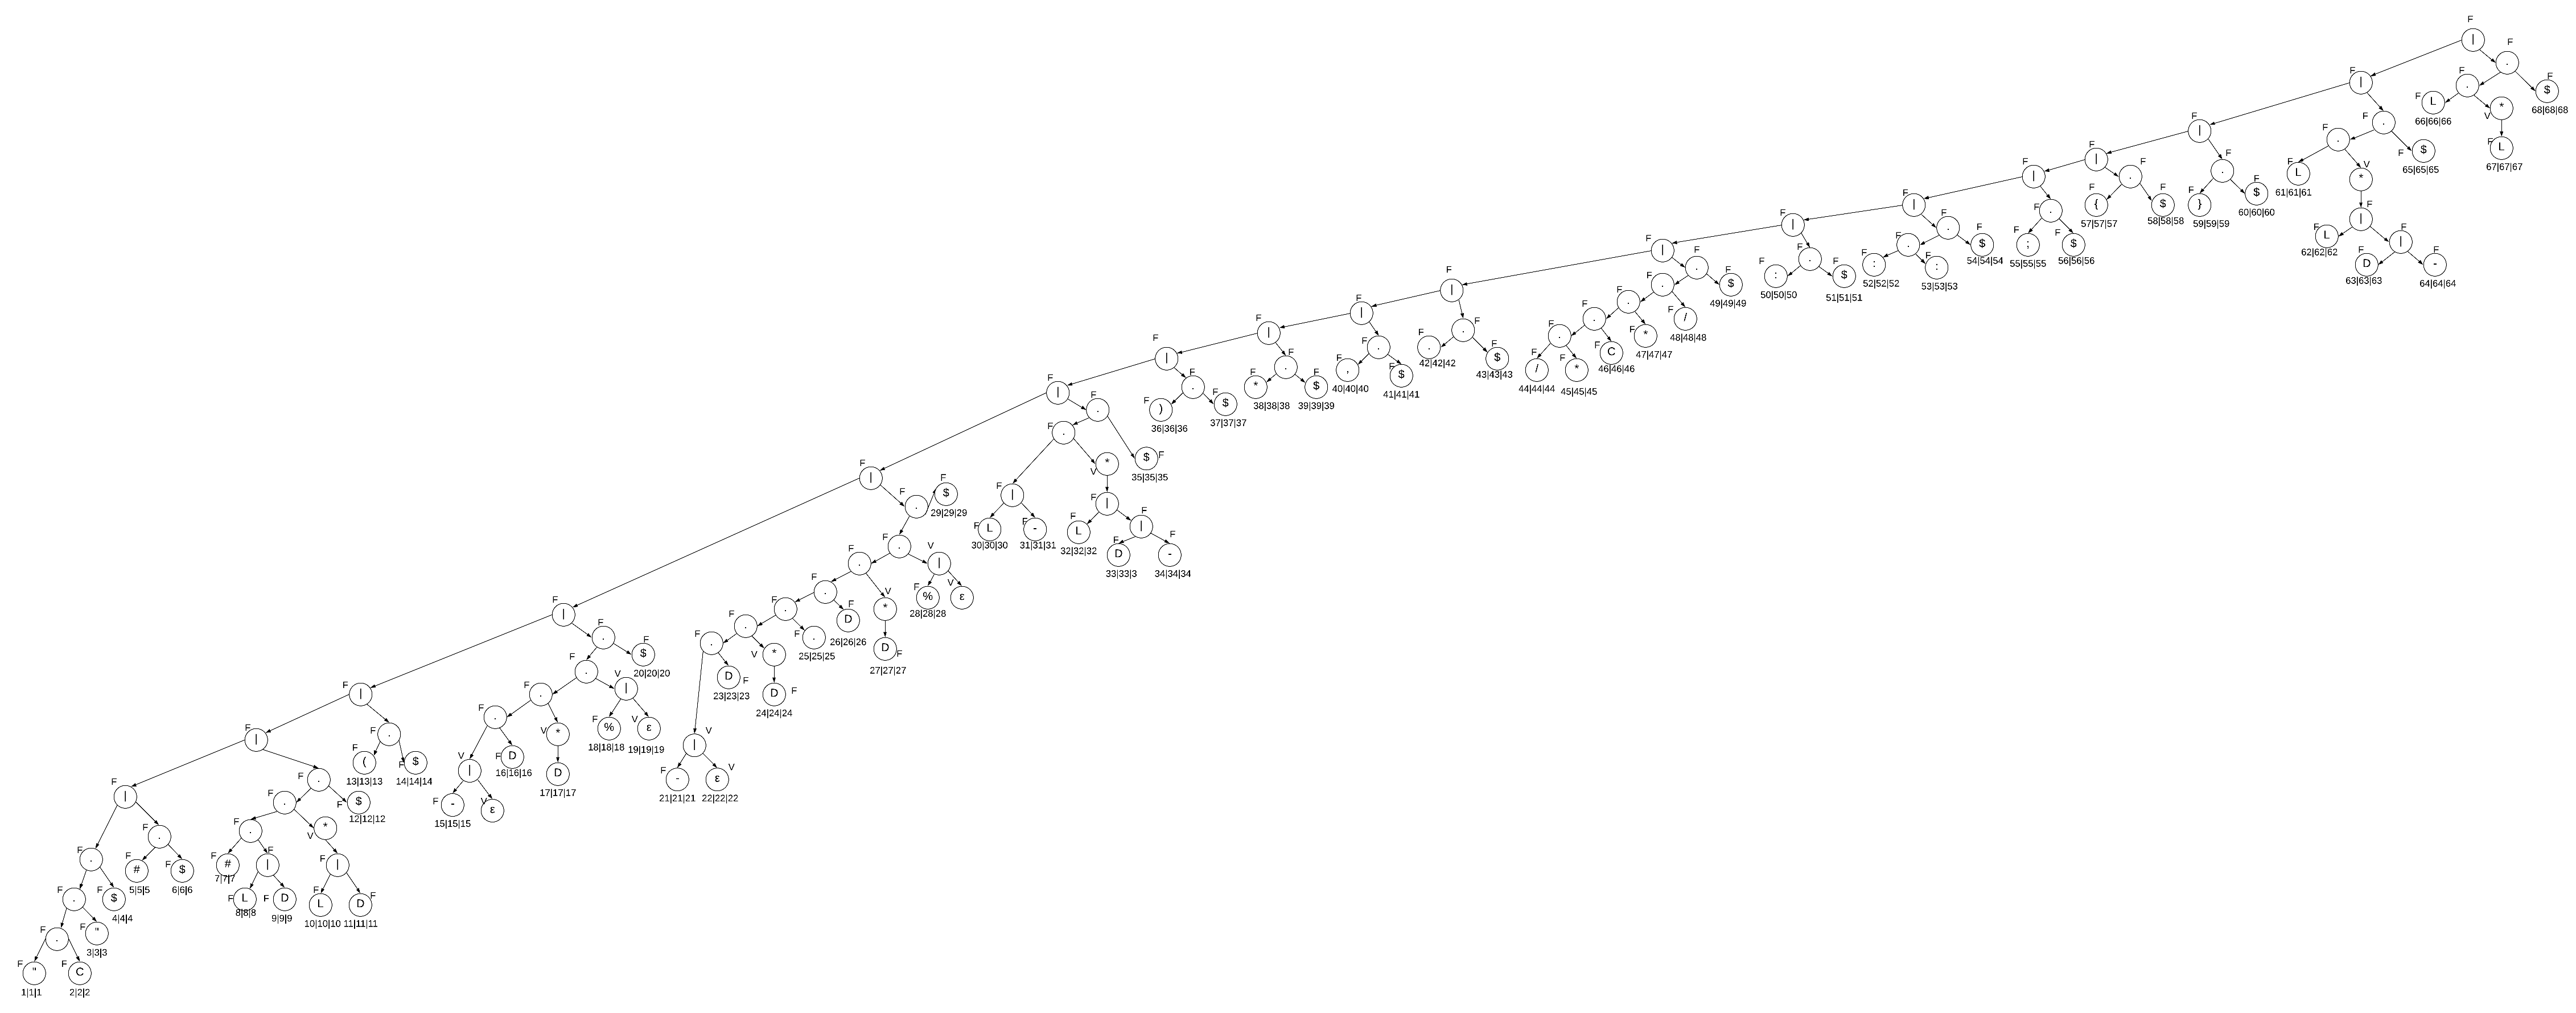 F
|
F
.
F
.
F
L
66|66|66
*
V
F
L
67|67|67
F
$
68|68|68
F
|
F
.
F
.
F
L
61|61|61
V
*
F
|
F
L
62|62|62
F
|
F
D
63|63|63
F
-
64|64|64
F
$
65|65|65
F
|
F
.
F
}
59|59|59
F
$
60|60|60
F
|
F
.
F
{
57|57|57
F
$
58|58|58
F
|
F
.
F
;
55|55|55
F
$
56|56|56
F
|
F
.
F
.
F
:
52|52|52
F
:
53|53|53
F
$
54|54|54
F
|
F
.
F
:
50|50|50
F
$
51|51|51
F
|
F
.
F
.
F
.
F
.
F
.
F
/
44|44|44
F
*
45|45|45
F
C
46|46|46
F
*
47|47|47
F
/
48|48|48
F
$
49|49|49
F
|
F
.
F
.
42|42|42
F
$
43|43|43
F
|
F
.
F
,
40|40|40
F
$
41|41|41
F
|
F
.
F
*
38|38|38
F
$
39|39|39
F
|
F
.
F
)
36|36|36
F
$
37|37|37
F
|
F
.
F
.
F
|
F
L
30|30|30
F
-
31|31|31
*
V
F
|
F
L
32|32|32
F
|
F
D
33|33|3
F
-
34|34|34
$
F
35|35|35
F
|
F
.
F
$
29|29|29
F
.
F
.
F
.
F
.
F
.
F
.
V
|
F
-
21|21|21
V
ε
22|22|22
D
F
23|23|23
V
*
D
F
24|24|24
F
.
25|25|25
F
D
26|26|26
V
*
D
F
27|27|27
V
|
F
%
28|28|28
V
ε
F
|
F
.
F
.
F
.
F
.
V
|
F
-
15|15|15
V
ε
F
D
16|16|16
V
*
D
17|17|17
V
|
F
%
18|18|18
V
ε
19|19|19
F
$
20|20|20
F
|
F
.
F
(
13|13|13
F
$
14|14|14
F
|
F
.
F
.
F
.
F
#
7|7|7
F
|
F
L
8|8|8
F
D
9|9|9
*
V
F
|
F
L
10|10|10
D
F
11|11|11
F
$
12|12|12
F
|
F
.
F
#
5|5|5
F
$
6|6|6
F
.
F
$
4|4|4
F
.
F
"
3|3|3
F
.
F
"
1|1|1
F
C
2|2|2